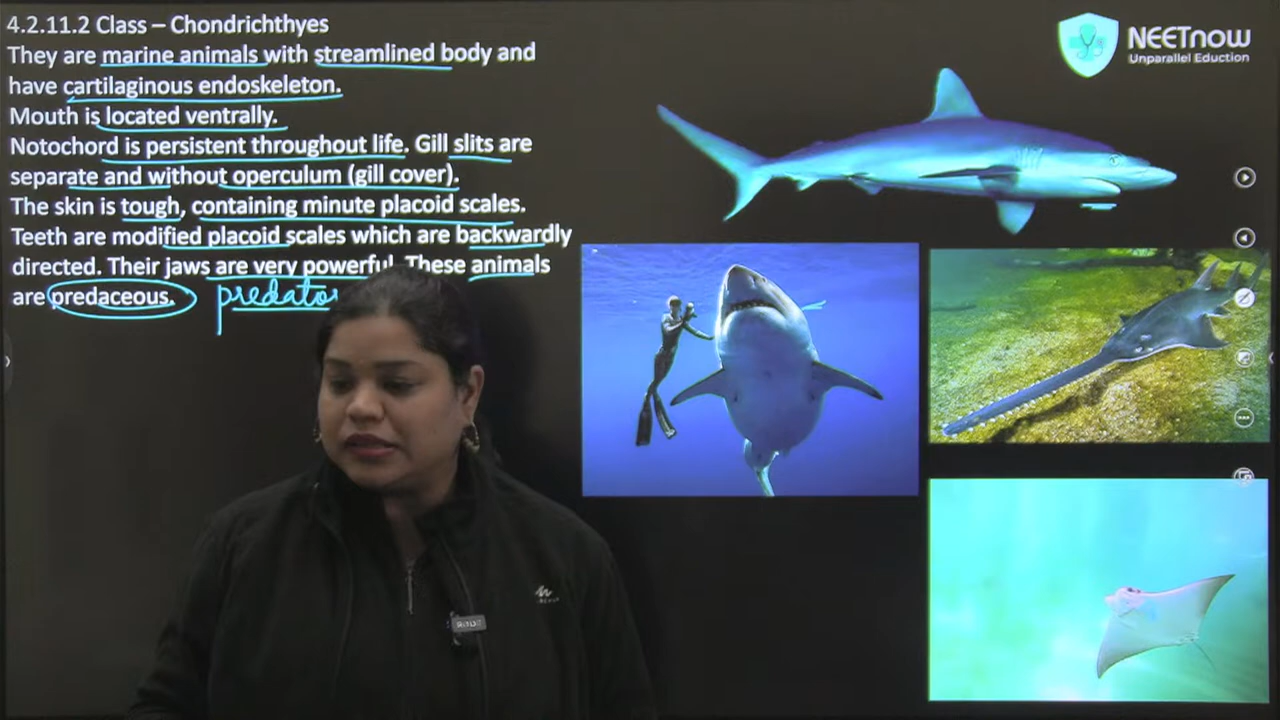 4.2.11.2 Class – Chondrichthyes
They are marine animals with streamlined body and
have cartilaginous endoskeleton.
Mouth is located ventrally.
Notochord is persistent throughout life. Gill slits are
separate and without operculum (gill cover).
The skin is tough, containing minute placoid scales.
Teeth are modified placoid scales which are backwardly
directed. Their jaws are very powerful. These animals
are predaceous. predator
NEETnow
Unparallel Eduction